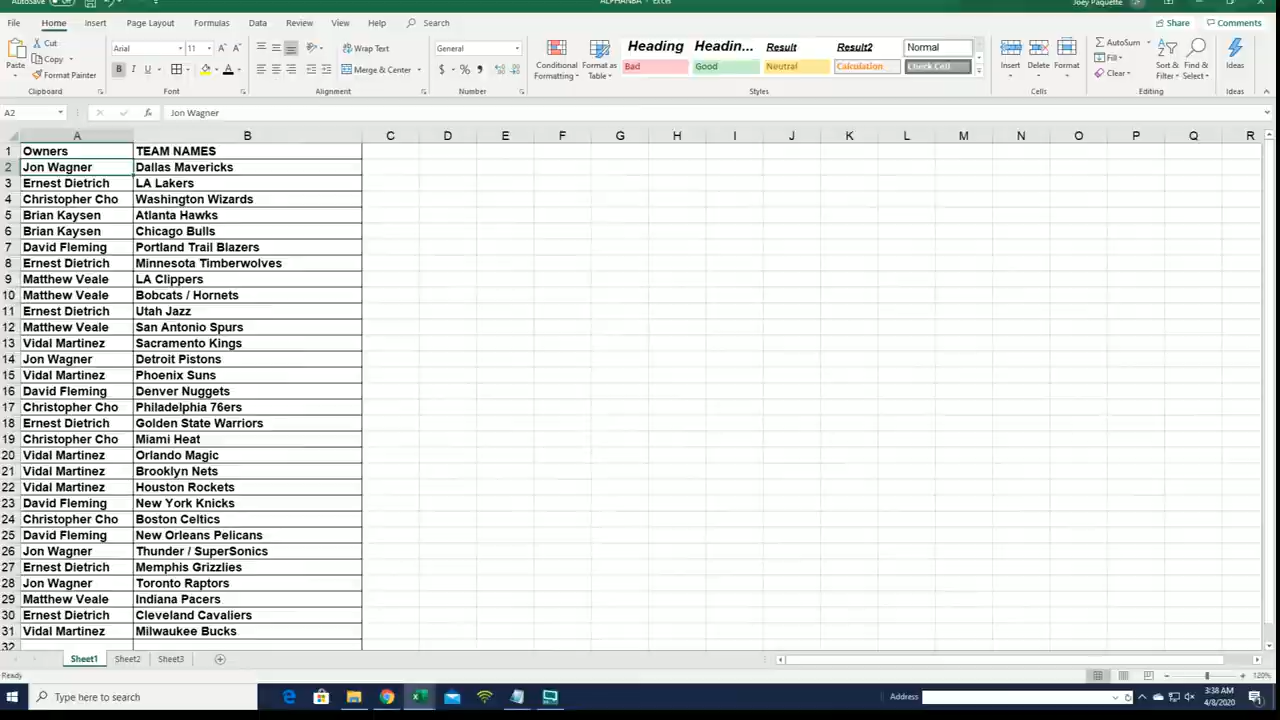 AutoSave Off ALPHANBA - Excel Joey Paquette
File Home Insert Page Layout Formulas Data Review View Help Search Share Comments
Paste Cut Copy Format Painter Clipboard
Arial 11 B I U A Font
Wrap Text Merge & Center Alignment
General $ % , Number
Conditional Formatting Format as Table
Heading Headin... Result Result2 Normal
Bad Good Neutral Calculation Check Cell
Styles
Insert Delete Format Cells
AutoSum Fill Clear Sort & Filter Find & Select Editing
Ideas Ideas
A2 fx Jon Wagner
A B C D E F G H I J K L M N O P Q R
1 Owners TEAM NAMES
2 Jon Wagner Dallas Mavericks
3 Ernest Dietrich LA Lakers
4 Christopher Cho Washington Wizards
5 Brian Kaysen Atlanta Hawks
6 Brian Kaysen Chicago Bulls
7 David Fleming Portland Trail Blazers
8 Ernest Dietrich Minnesota Timberwolves
9 Matthew Veale LA Clippers
10 Matthew Veale Bobcats / Hornets
11 Ernest Dietrich Utah Jazz
12 Matthew Veale San Antonio Spurs
13 Vidal Martinez Sacramento Kings
14 Jon Wagner Detroit Pistons
15 Vidal Martinez Phoenix Suns
16 David Fleming Denver Nuggets
17 Christopher Cho Philadelphia 76ers
18 Ernest Dietrich Golden State Warriors
19 Christopher Cho Miami Heat
20 Vidal Martinez Orlando Magic
21 Vidal Martinez Brooklyn Nets
22 Vidal Martinez Houston Rockets
23 David Fleming New York Knicks
24 Christopher Cho Boston Celtics
25 David Fleming New Orleans Pelicans
26 Jon Wagner Thunder / SuperSonics
27 Ernest Dietrich Memphis Grizzlies
28 Jon Wagner Toronto Raptors
29 Matthew Veale Indiana Pacers
30 Ernest Dietrich Cleveland Cavaliers
31 Vidal Martinez Milwaukee Bucks
32
Sheet1 Sheet2 Sheet3
Ready 120%
Type here to search Address 3:38 AM
4/8/2020